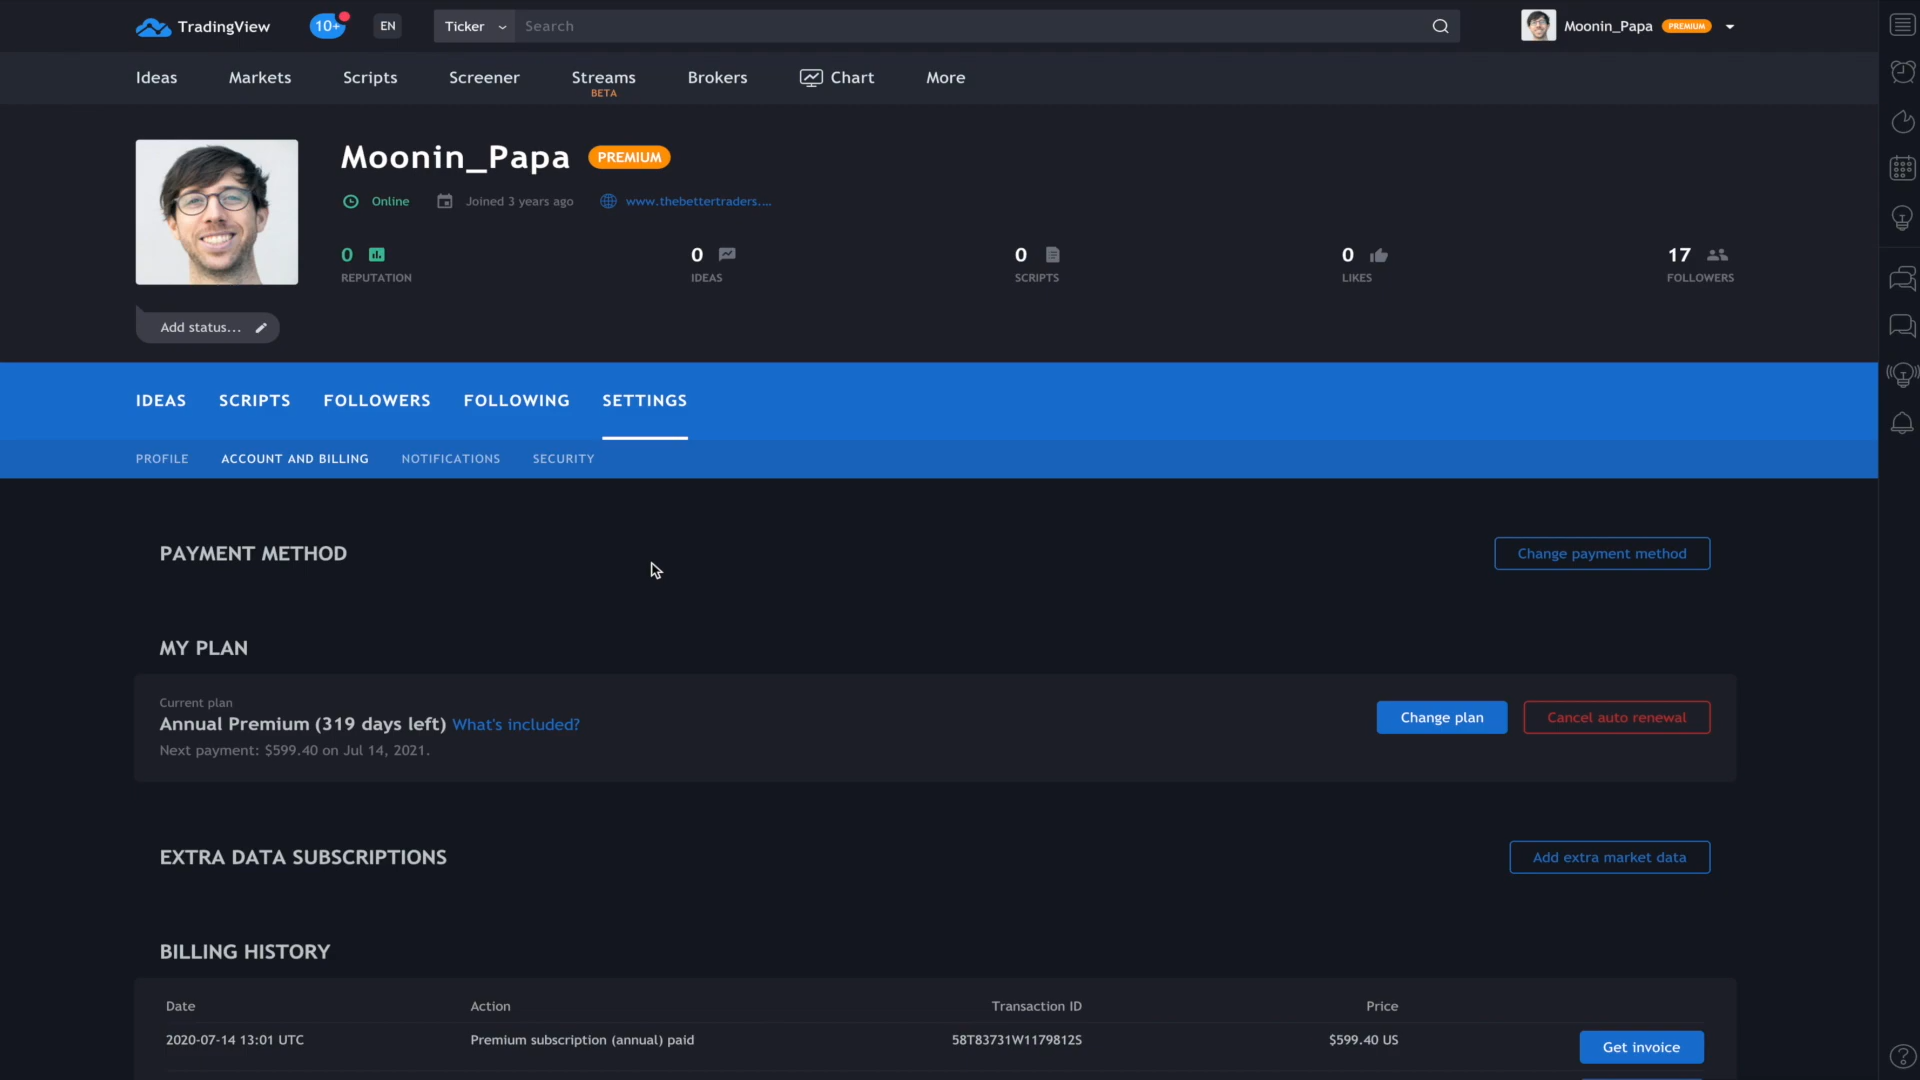 TradingView
10+
EN
Ticker
Search
Moonin_Papa PREMIUM
Ideas
Markets
Scripts
Screener
Streams
BETA
Brokers
Chart
More
Moonin_Papa PREMIUM
Online
Joined 3 years ago
www.thebettertraders....
0
REPUTATION
0
IDEAS
0
SCRIPTS
0
LIKES
17
FOLLOWERS
Add status...
IDEAS
SCRIPTS
FOLLOWERS
FOLLOWING
SETTINGS
PROFILE
ACCOUNT AND BILLING
NOTIFICATIONS
SECURITY
PAYMENT METHOD
Change payment method
MY PLAN
Current plan
Annual Premium (319 days left) What's included?
Next payment: $599.40 on Jul 14, 2021.
Change plan
Cancel auto renewal
EXTRA DATA SUBSCRIPTIONS
Add extra market data
BILLING HISTORY
Date
Action
Transaction ID
Price
2020-07-14 13:01 UTC
Premium subscription (annual) paid
58T83731W1179812S
$599.40 US
Get invoice